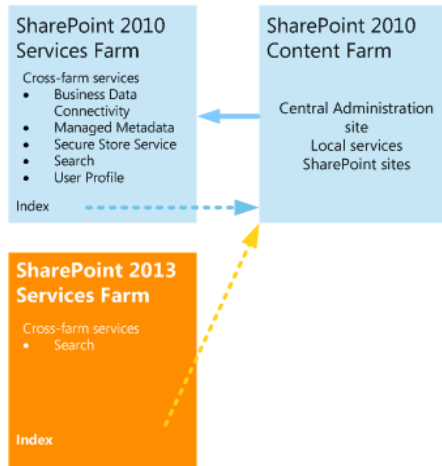 SharePoint 2010
Services Farm
Cross-farm services
• Business Data
Connectivity
• Managed Metadata
• Secure Store Service
• Search
• User Profile
Index
SharePoint 2010
Content Farm
Central Administration
site
Local services
SharePoint sites
SharePoint 2013
Services Farm
Cross-farm services
• Search
Index